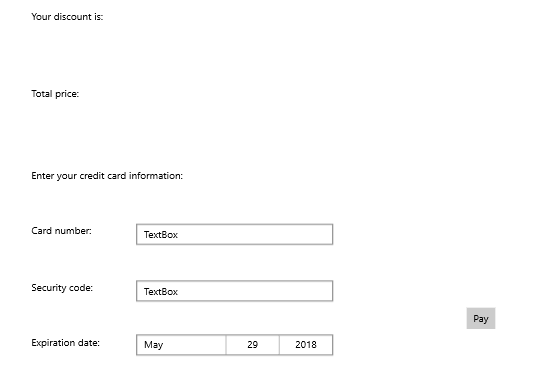 Your discount is:
Total price:
Enter your credit card information:
Card number:
TextBox
Security code:
TextBox
Pay
Expiration date:
May 29 2018